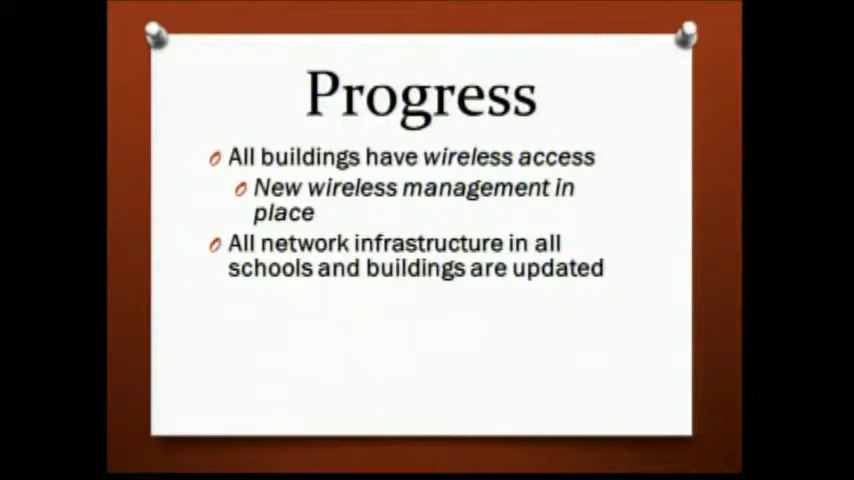 Progress
All buildings have wireless access
New wireless management in
place
All network infrastructure in all
schools and buildings are updated